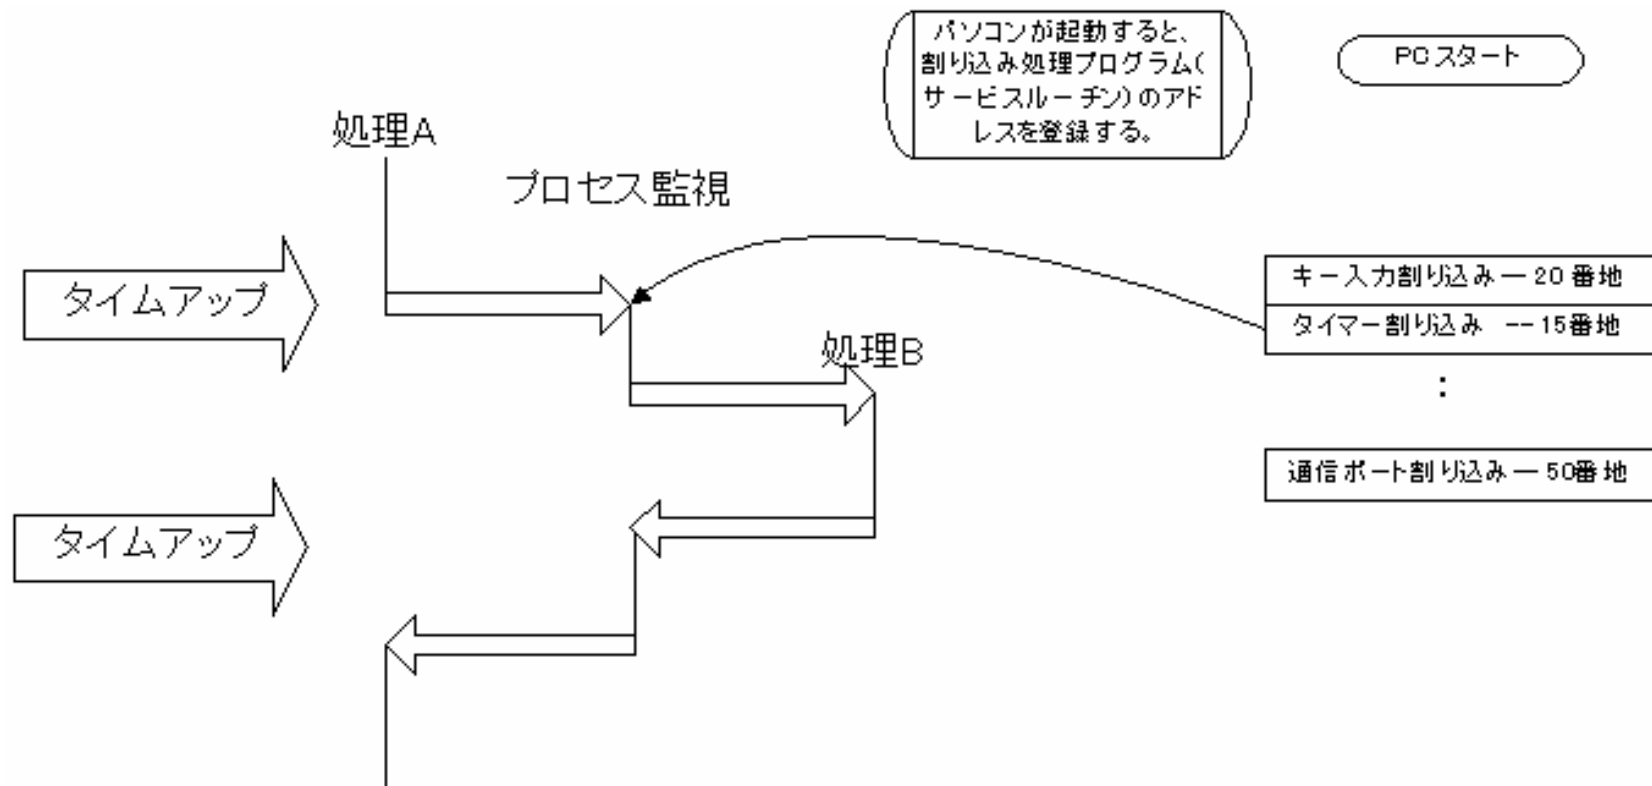 パソコンが起動すると、
割り込み処理プログラム(
サービスルーチン)のアド
レスを登録する。
PCスタート
処理A
プロセス監視
タイムアップ
キー入力割り込み ― 20 番地
タイマー割り込み -- 15番地
処理B
：
通信ポート割り込み ― 50番地
タイムアップ